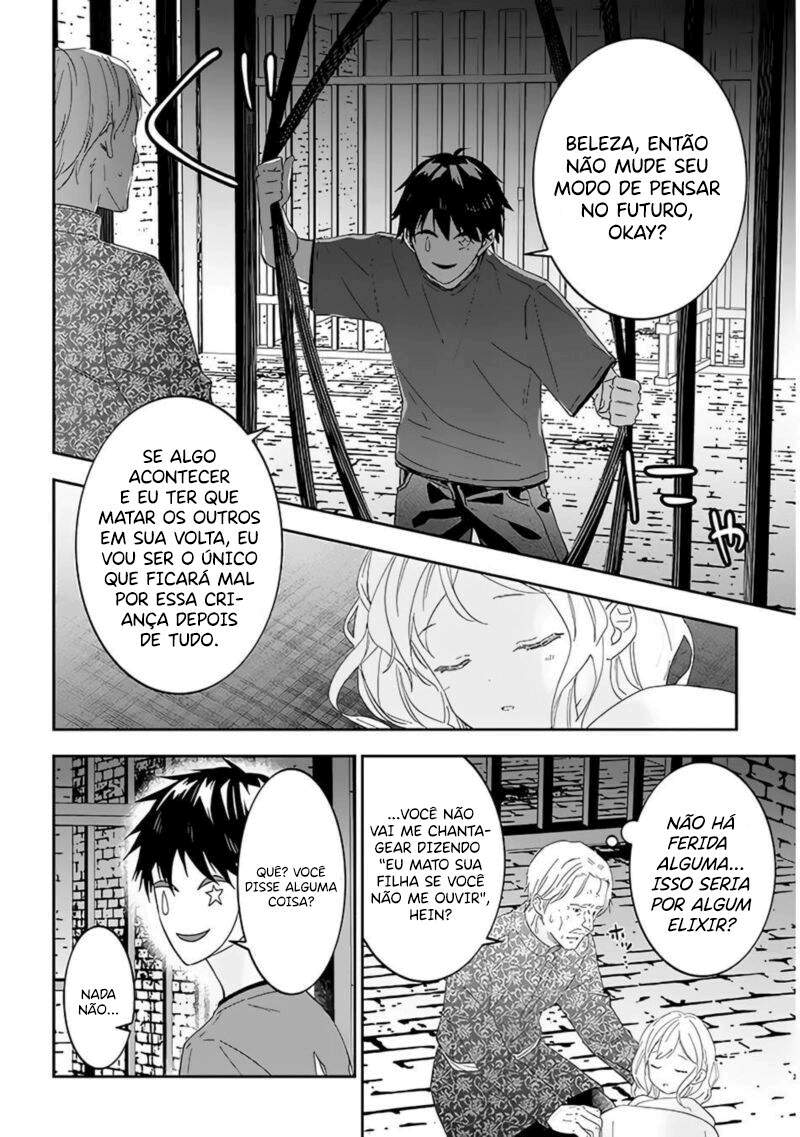 BELEZA, ENTÃO
NÃO MUDE SEU
MODO DE PENSAR
NO FUTURO,
OKAY?
SE ALGO
ACONTECER
E EU TER QUE
MATAR OS OUTROS
EM SUA VOLTA, EU
VOU SER O ÚNICO
QUE FICARÁ MAL
POR ESSA CRI-
ANÇA DEPOIS
DE TUDO.
NÃO HÁ
FERIDA
ALGUMA...
ISSO SERIA
POR ALGUM
ELIXIR?
...VOCÊ NÃO
VAI ME CHANTA-
GEAR DIZENDO
"EU MATO SUA
FILHA SE VOCÊ
NÃO ME OUVIR",
HEIN?
QUÊ? VOCÊ
DISSE ALGUMA
COISA?
NADA
NÃO...